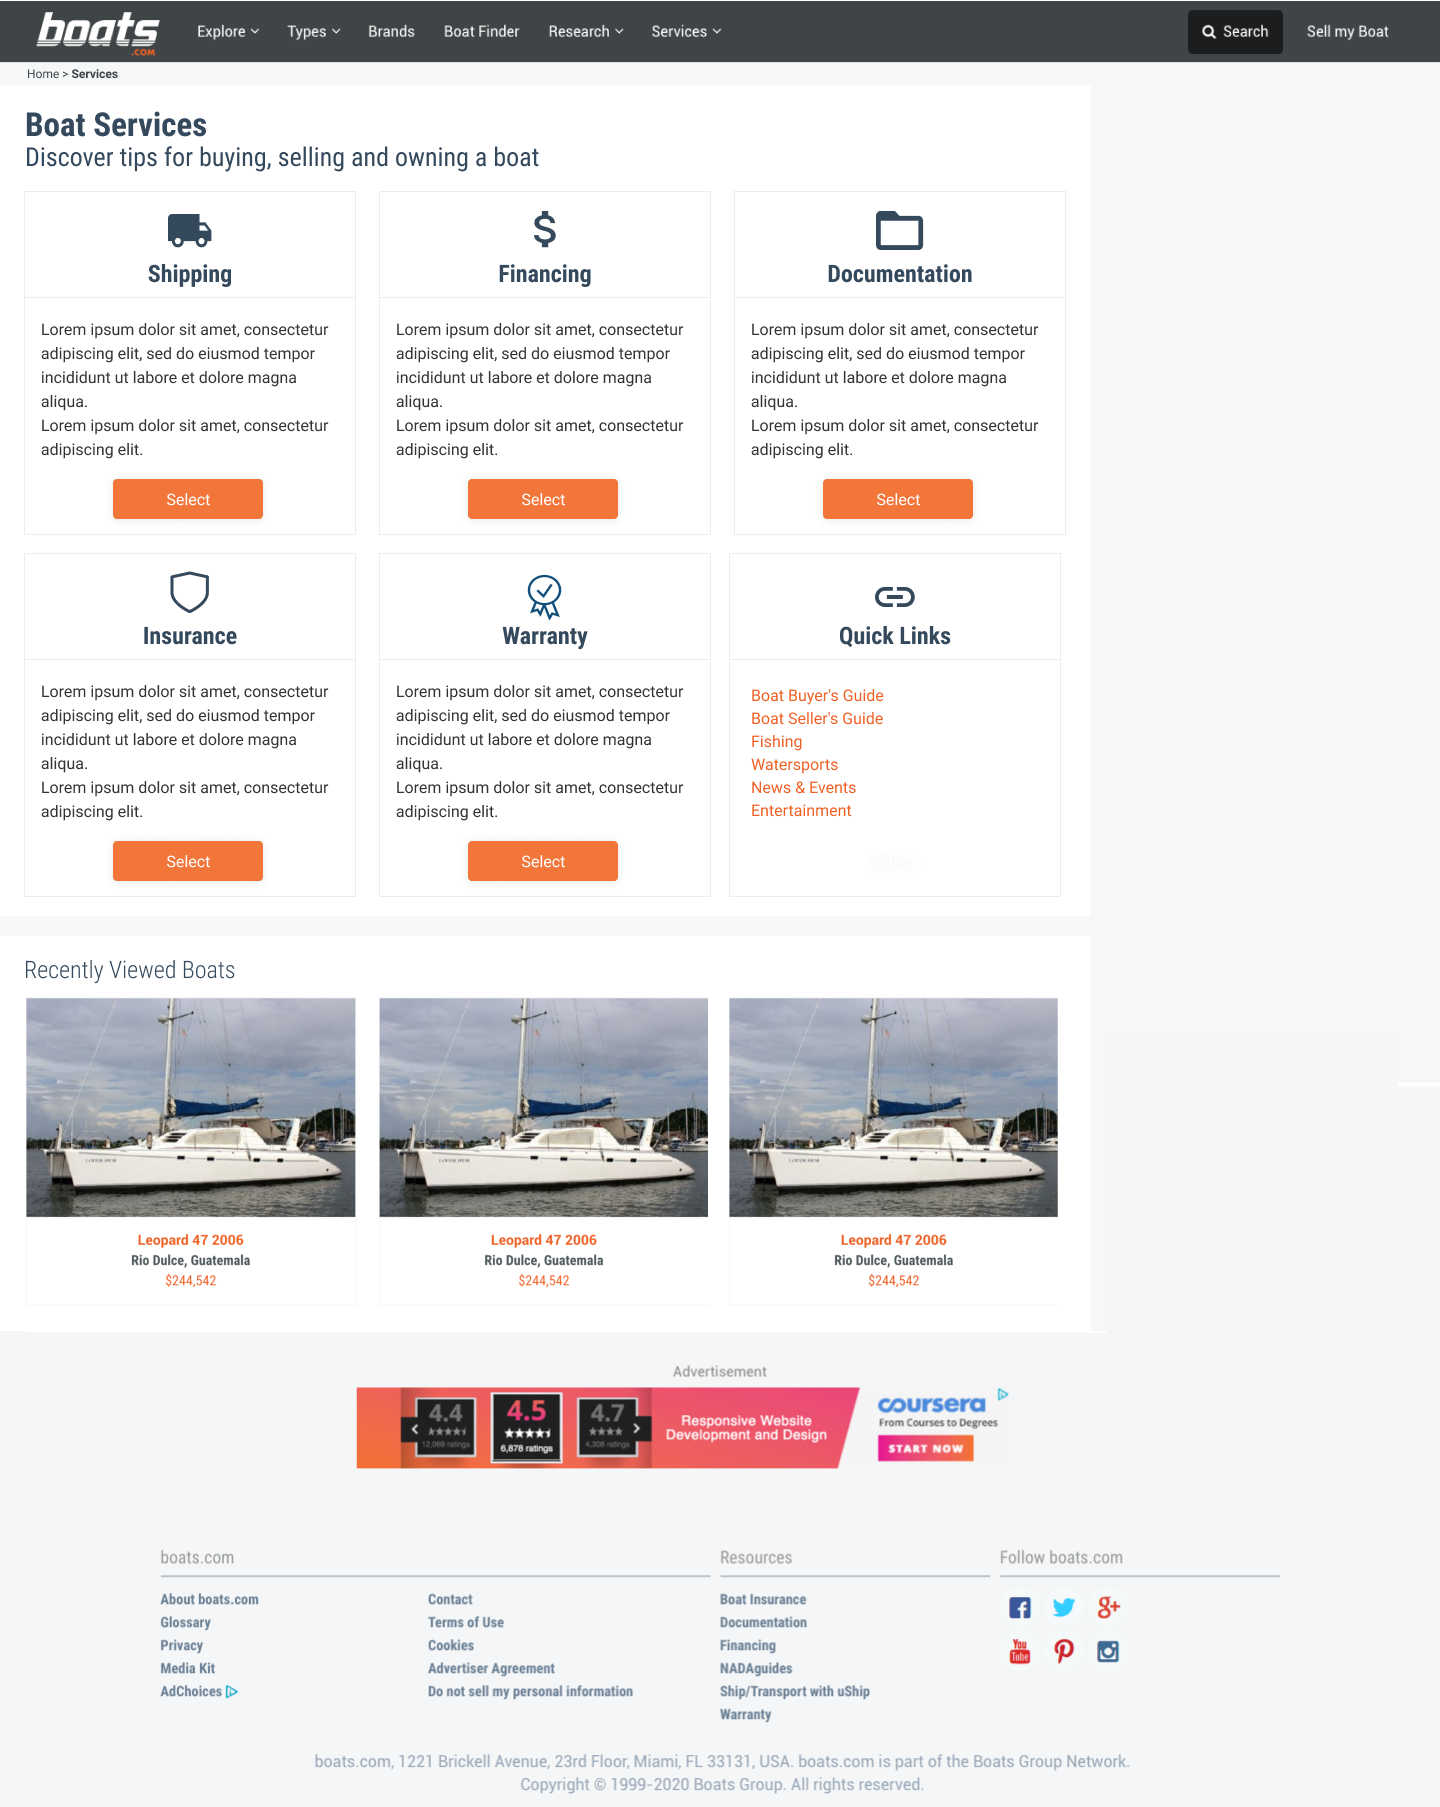 boats
.COM
Explore
Types
Brands
Boat Finder
Research
Services
Search
Sell my Boat
Home > Services
Boat Services
Discover tips for buying, selling and owning a boat
$
Shipping
Financing
Documentation
Lorem ipsum dolor sit amet, consectetur
adipiscing elit, sed do eiusmod tempor
incididunt ut labore et dolore magna
aliqua.
Lorem ipsum dolor sit amet, consectetur
adipiscing elit.
Select
Lorem ipsum dolor sit amet, consectetur
adipiscing elit, sed do eiusmod tempor
incididunt ut labore et dolore magna
aliqua.
Lorem ipsum dolor sit amet, consectetur
adipiscing elit.
Select
Lorem ipsum dolor sit amet, consectetur
adipiscing elit, sed do eiusmod tempor
incididunt ut labore et dolore magna
aliqua.
Lorem ipsum dolor sit amet, consectetur
adipiscing elit.
Select
Insurance
Warranty
Quick Links
Lorem ipsum dolor sit amet, consectetur
adipiscing elit, sed do eiusmod tempor
incididunt ut labore et dolore magna
aliqua.
Lorem ipsum dolor sit amet, consectetur
adipiscing elit.
Select
Lorem ipsum dolor sit amet, consectetur
adipiscing elit, sed do eiusmod tempor
incididunt ut labore et dolore magna
aliqua.
Lorem ipsum dolor sit amet, consectetur
adipiscing elit.
Select
Boat Buyer's Guide
Boat Seller's Guide
Fishing
Watersports
News & Events
Entertainment
Select
Recently Viewed Boats
Leopard 47 2006
Rio Dulce, Guatemala
$244,542
Leopard 47 2006
Rio Dulce, Guatemala
$244,542
Leopard 47 2006
Rio Dulce, Guatemala
$244,542
Advertisement
4.4
12,060 ratings
4.5
6,878 ratings
4.7
4,308 ratings
Responsive Website
Development and Design
coursera
From Courses to Degrees
START NOW
boats.com
About boats.com
Glossary
Privacy
Media Kit
AdChoices
Contact
Terms of Use
Cookies
Advertiser Agreement
Do not sell my personal information
Resources
Boat Insurance
Documentation
Financing
NADAguides
Ship/Transport with uShip
Warranty
Follow boats.com
f
g+
You
Tube
boats.com, 1221 Brickell Avenue, 23rd Floor, Miami, FL 33131, USA. boats.com is part of the Boats Group Network.
Copyright © 1999-2020 Boats Group. All rights reserved.